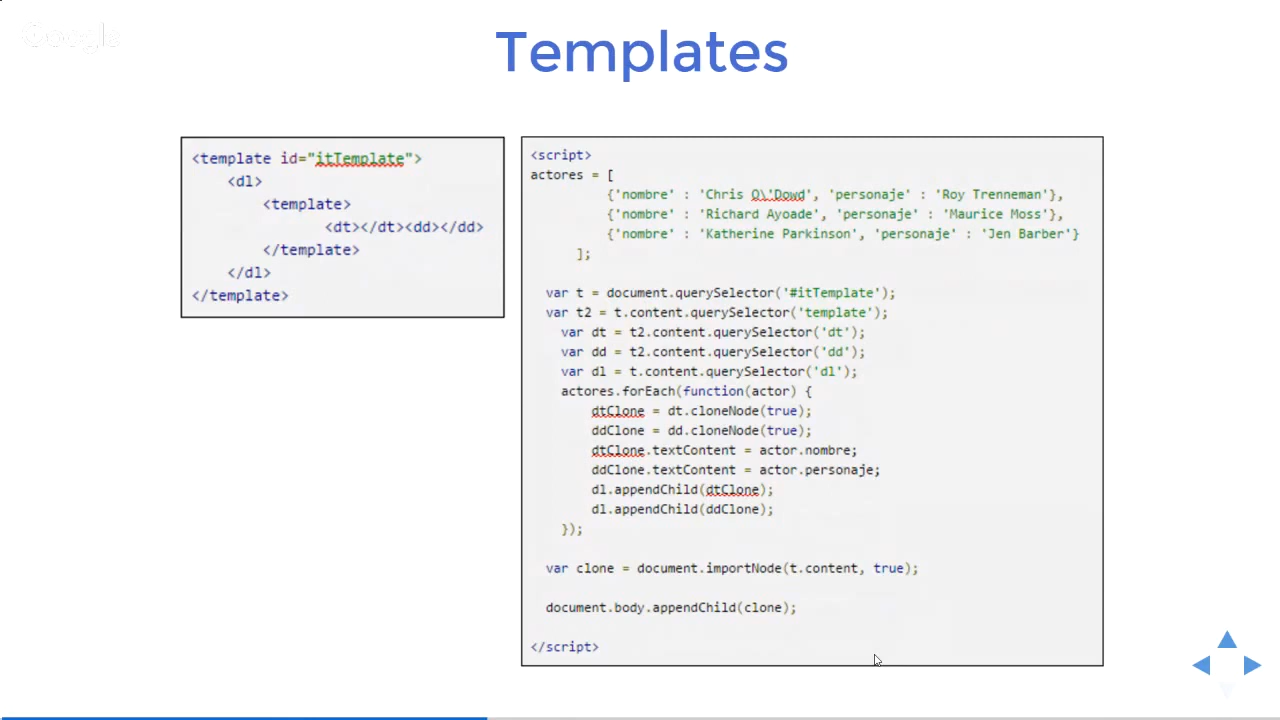 Google
Templates
<template id="itTemplate">
<dl>
<template>
<dt></dt><dd></dd>
</template>
</dl>
</template>
<script>
actores = [
{'nombre' : 'Chris O\'Dowd', 'personaje' : 'Roy Trenneman'},
{'nombre' : 'Richard Ayoade', 'personaje' : 'Maurice Moss'},
{'nombre' : 'Katherine Parkinson', 'personaje' : 'Jen Barber'}
];
var t = document.querySelector('#itTemplate');
var t2 = t.content.querySelector('template');
var dt = t2.content.querySelector('dt');
var dd = t2.content.querySelector('dd');
var dl = t.content.querySelector('dl');
actores.forEach(function(actor) {
dtClone = dt.cloneNode(true);
ddClone = dd.cloneNode(true);
dtClone.textContent = actor.nombre;
ddClone.textContent = actor.personaje;
dl.appendChild(dtClone);
dl.appendChild(ddClone);
});
var clone = document.importNode(t.content, true);
document.body.appendChild(clone);
</script>